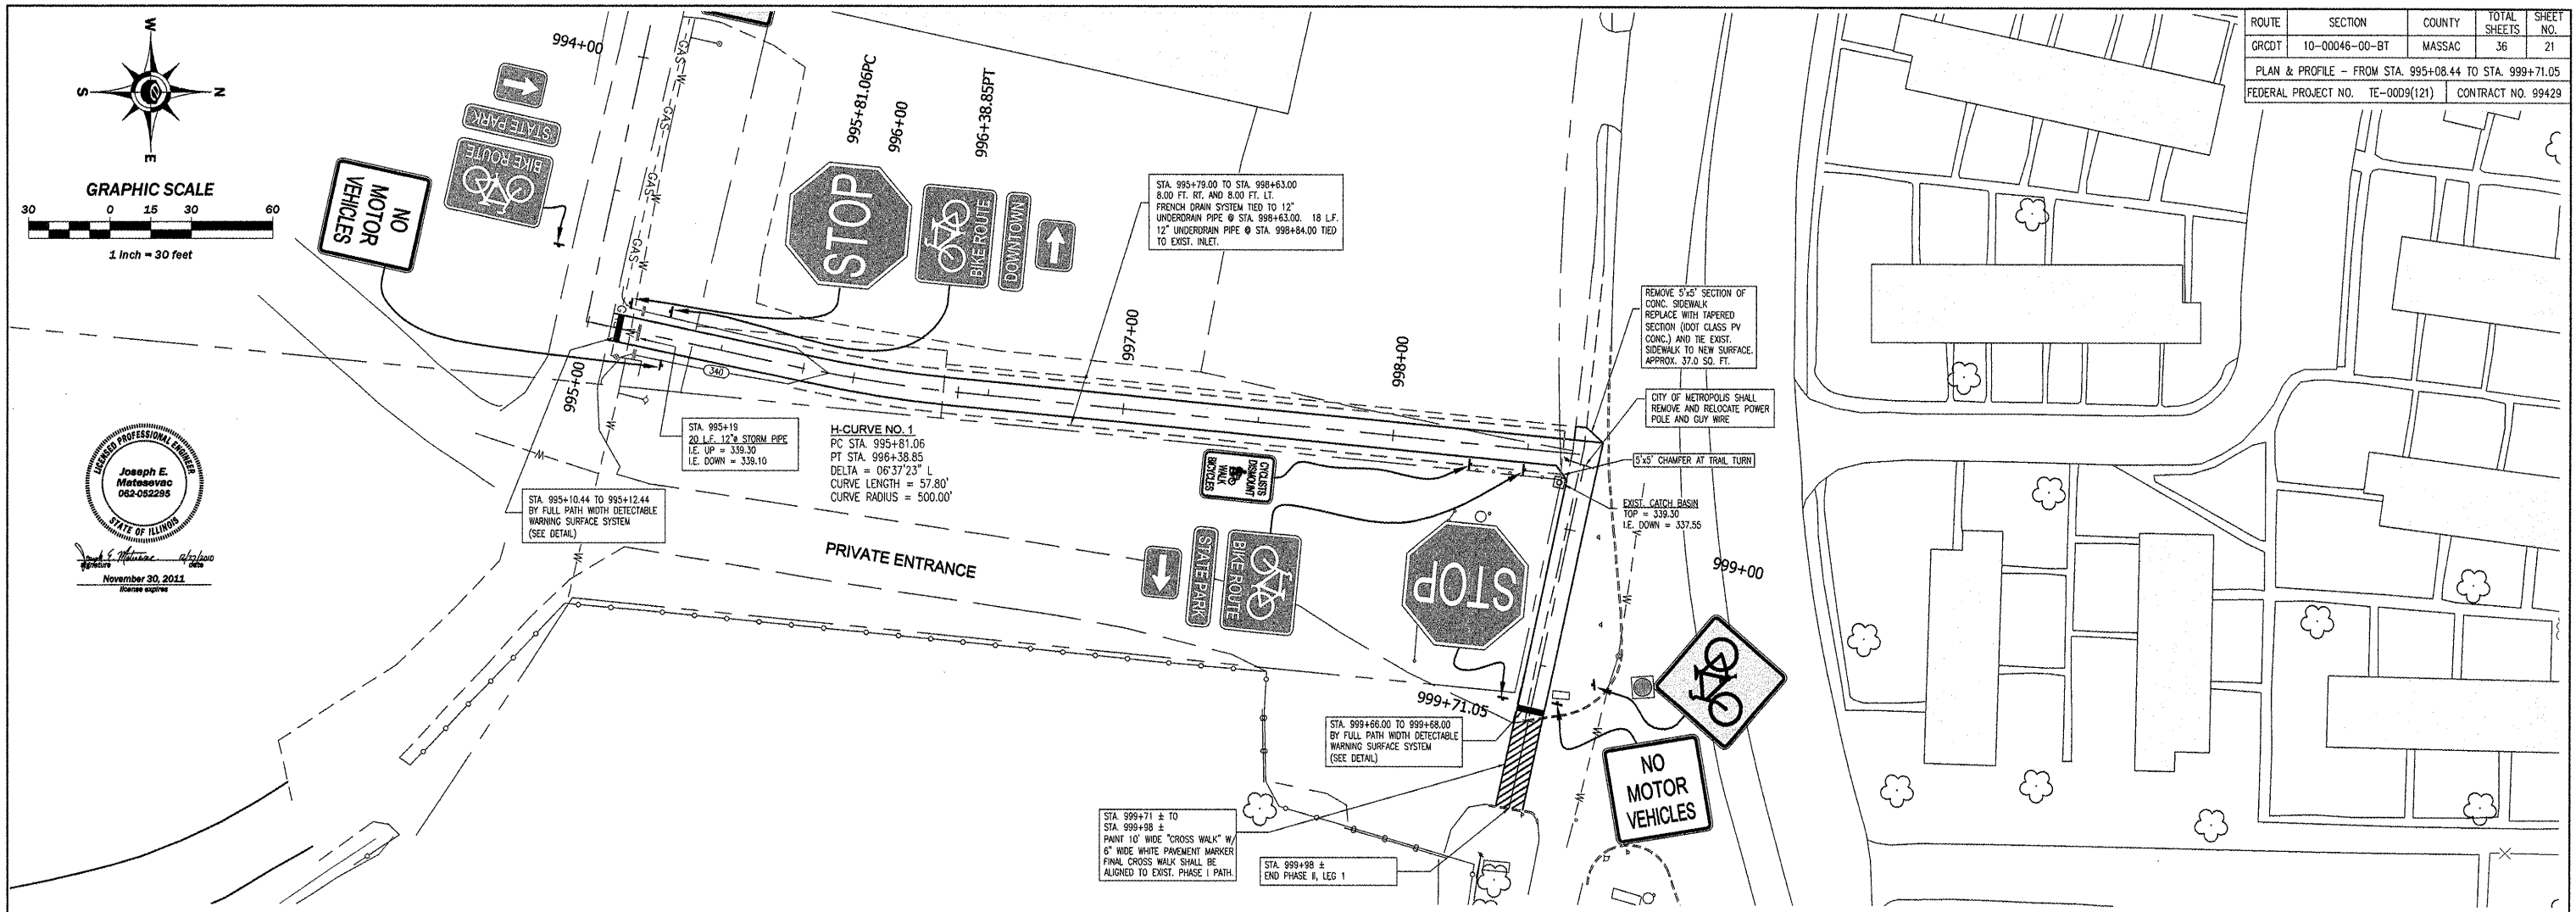 ROUTE SECTION COUNTY TOTAL SHEETS SHEET NO.
GRCDT 10-00046-00-BT MASSAC 36 21
PLAN & PROFILE - FROM STA. 995+08.44 TO STA. 999+71.05
FEDERAL PROJECT NO. TE-00D9(121) CONTRACT NO. 99429
W
S
N
E
GRAPHIC SCALE
30 0 15 30 60
1 inch = 30 feet
994+00
STATE PARK
BIKE ROUTE
NO
MOTOR
VEHICLES
GAS
W
GAS
W
GAS
W
GAS
W
995+81.06PC
996+00
996+38.85PT
STOP
BIKE ROUTE
DOWNTOWN
STA. 995+79.00 TO STA. 998+63.00
8.00 FT. RT. AND 8.00 FT. LT.
FRENCH DRAIN SYSTEM TIED TO 12"
UNDERDRAIN PIPE @ STA. 998+63.00. 18 L.F.
12" UNDERDRAIN PIPE @ STA. 998+84.00 TIED
TO EXIST. INLET.
REMOVE 5'x5' SECTION OF
CONC. SIDEWALK
REPLACE WITH TAPERED
SECTION (IDOT CLASS PV
CONC.) AND TIE EXIST.
SIDEWALK TO NEW SURFACE.
APPROX. 37.0 SQ. FT.
CITY OF METROPOLIS SHALL
REMOVE AND RELOCATE POWER
POLE AND GUY WIRE
5'x5' CHAMFER AT TRAIL TURN
EXIST. CATCH BASIN
TOP = 339.30
I.E. DOWN = 337.55
995+00
997+00
998+00
999+00
340
STA. 995+19
20 L.F. 12"ø STORM PIPE
I.E. UP = 339.30
I.E. DOWN = 339.10
H-CURVE NO. 1
PC STA. 995+81.06
PT STA. 996+38.85
DELTA = 06°37'23" L
CURVE LENGTH = 57.80'
CURVE RADIUS = 500.00'
CYCLISTS
DISMOUNT
WALK
BICYCLES
STA. 995+10.44 TO 995+12.44
BY FULL PATH WIDTH DETECTABLE
WARNING SURFACE SYSTEM
(SEE DETAIL)
PRIVATE ENTRANCE
STATE PARK
BIKE ROUTE
STOP
999+71.05
STA. 999+66.00 TO 999+68.00
BY FULL PATH WIDTH DETECTABLE
WARNING SURFACE SYSTEM
(SEE DETAIL)
NO
MOTOR
VEHICLES
STA. 999+71 ± TO
STA. 999+98 ±
PAINT 10' WIDE "CROSS WALK" W/
6" WIDE WHITE PAVEMENT MARKER
FINAL CROSS WALK SHALL BE
ALIGNED TO EXIST. PHASE I PATH.
STA. 999+98 ±
END PHASE II, LEG 1
LICENSED PROFESSIONAL ENGINEER
Joseph E.
Matesevac
062-052295
STATE OF ILLINOIS
signature date
November 30, 2011
license expires